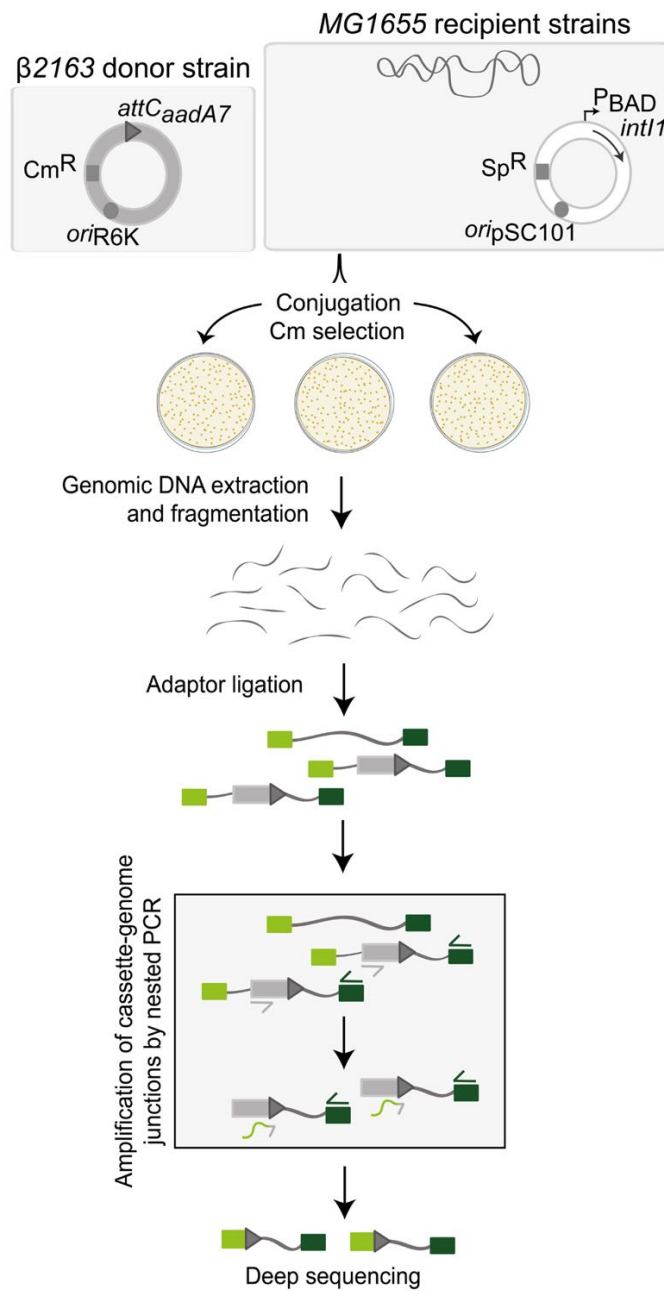 MG1655 recipient strains
β2163 donor strain
attCaadA7
CmR
oriR6K
PBAD
intI1
SpR
oripSC101
Conjugation
Cm selection
Genomic DNA extraction
and fragmentation
Adaptor ligation
Amplification of cassette-genome
junctions by nested PCR
Deep sequencing